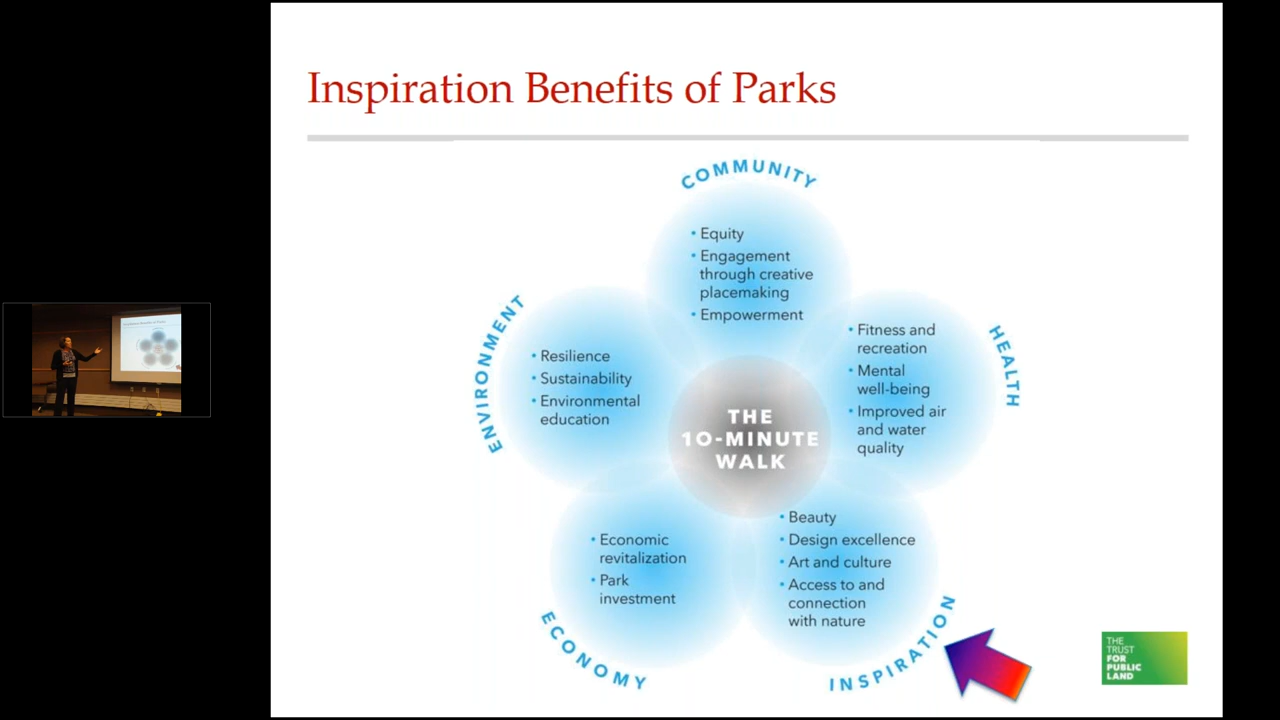 Inspiration Benefits of Parks
COMMUNITY
• Equity
• Engagement
through creative
placemaking
• Empowerment
ENVIRONMENT
• Resilience
• Sustainability
• Environmental
education
HEALTH
• Fitness and
recreation
• Mental
well-being
• Improved air
and water
quality
THE
10-MINUTE
WALK
• Economic
revitalization
• Park
investment
ECONOMY
• Beauty
• Design excellence
• Art and culture
• Access to and
connection
with nature
INSPIRATION
THE
TRUST
FOR
PUBLIC
LAND